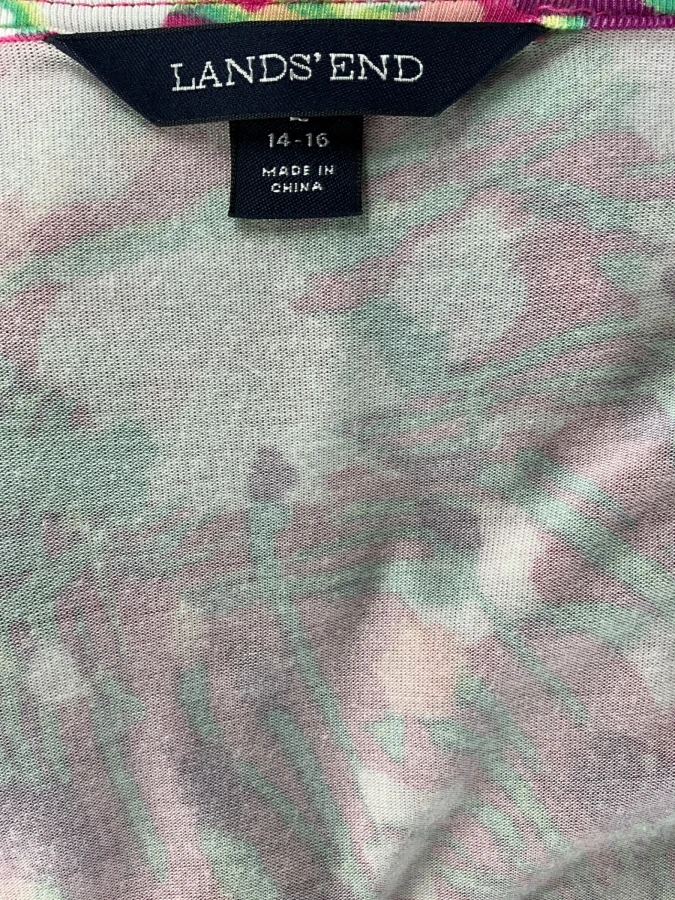 LANDS' END
14-16
MADE IN
CHINA